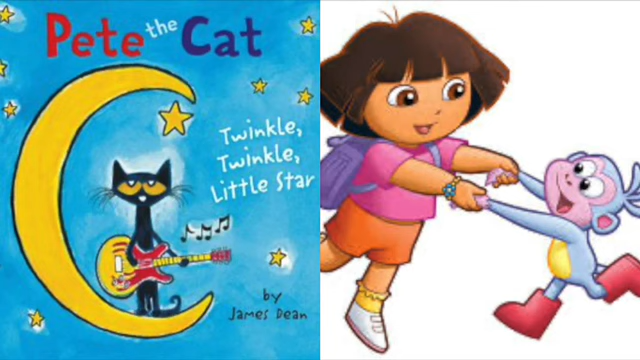 Pete the Cat
Twinkle,
Twinkle,
Little Star
by
James Dean